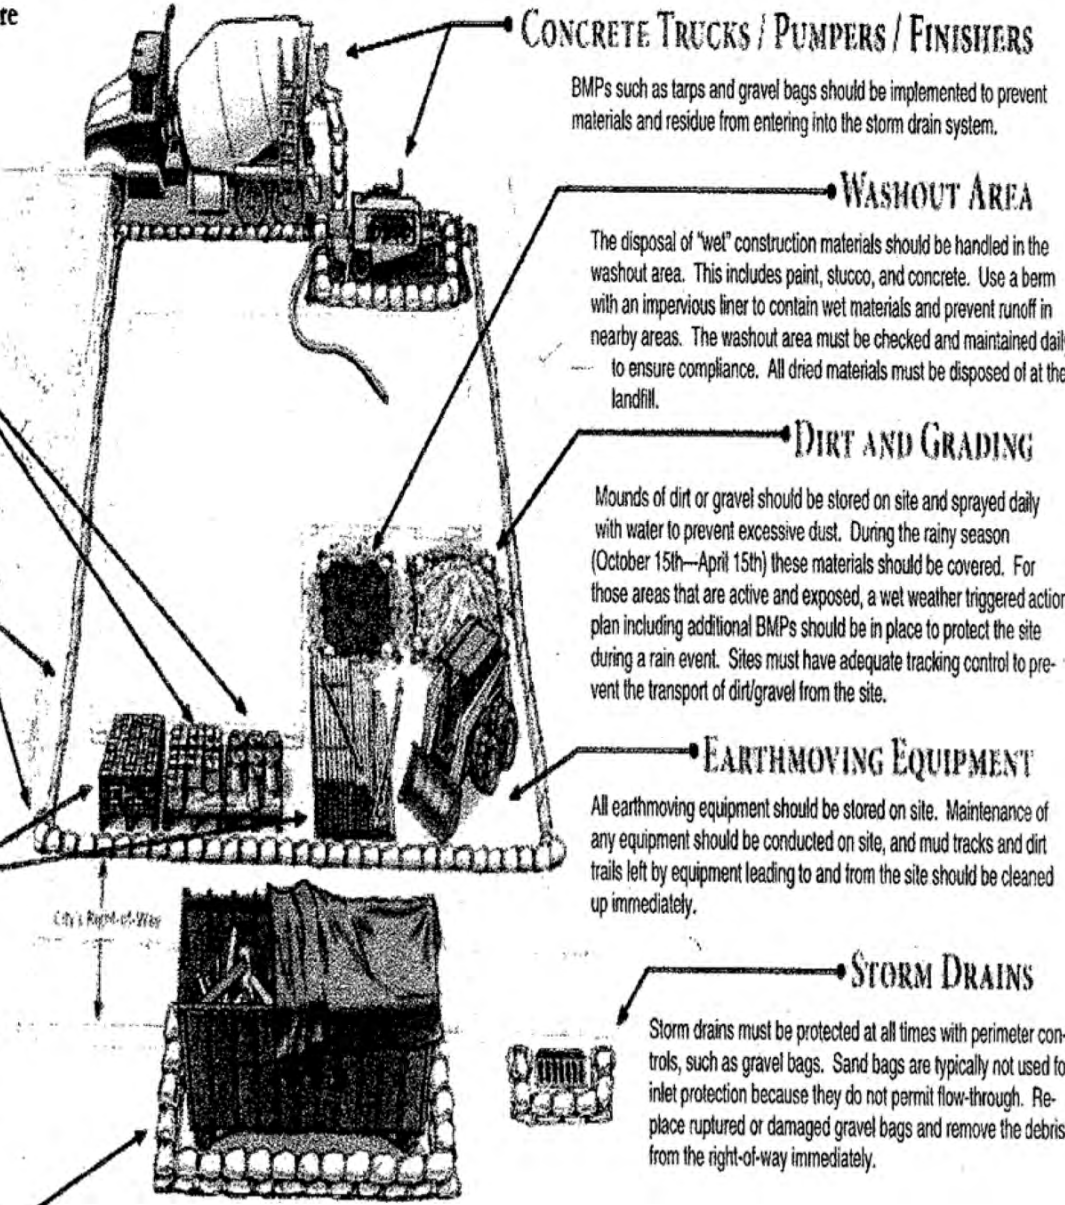 re
CONCRETE TRUCKS / PUMPERS / FINISHERS
BMPs such as tarps and gravel bags should be implemented to prevent
materials and residue from entering into the storm drain system.
WASHOUT AREA
The disposal of "wet" construction materials should be handled in the
washout area. This includes paint, stucco, and concrete. Use a berm
with an impervious liner to contain wet materials and prevent runoff in
nearby areas. The washout area must be checked and maintained daily
to ensure compliance. All dried materials must be disposed of at the
landfill.
DIRT AND GRADING
Mounds of dirt or gravel should be stored on site and sprayed daily
with water to prevent excessive dust. During the rainy season
(October 15th—April 15th) these materials should be covered. For
those areas that are active and exposed, a wet weather triggered action
plan including additional BMPs should be in place to protect the site
during a rain event. Sites must have adequate tracking control to pre-
vent the transport of dirt/gravel from the site.
EARTHMOVING EQUIPMENT
All earthmoving equipment should be stored on site. Maintenance of
any equipment should be conducted on site, and mud tracks and dirt
trails left by equipment leading to and from the site should be cleaned
up immediately.
City's Right-of-Way
STORM DRAINS
Storm drains must be protected at all times with perimeter con-
trols, such as gravel bags. Sand bags are typically not used fo
inlet protection because they do not permit flow-through. Re-
place ruptured or damaged gravel bags and remove the debris
from the right-of-way immediately.